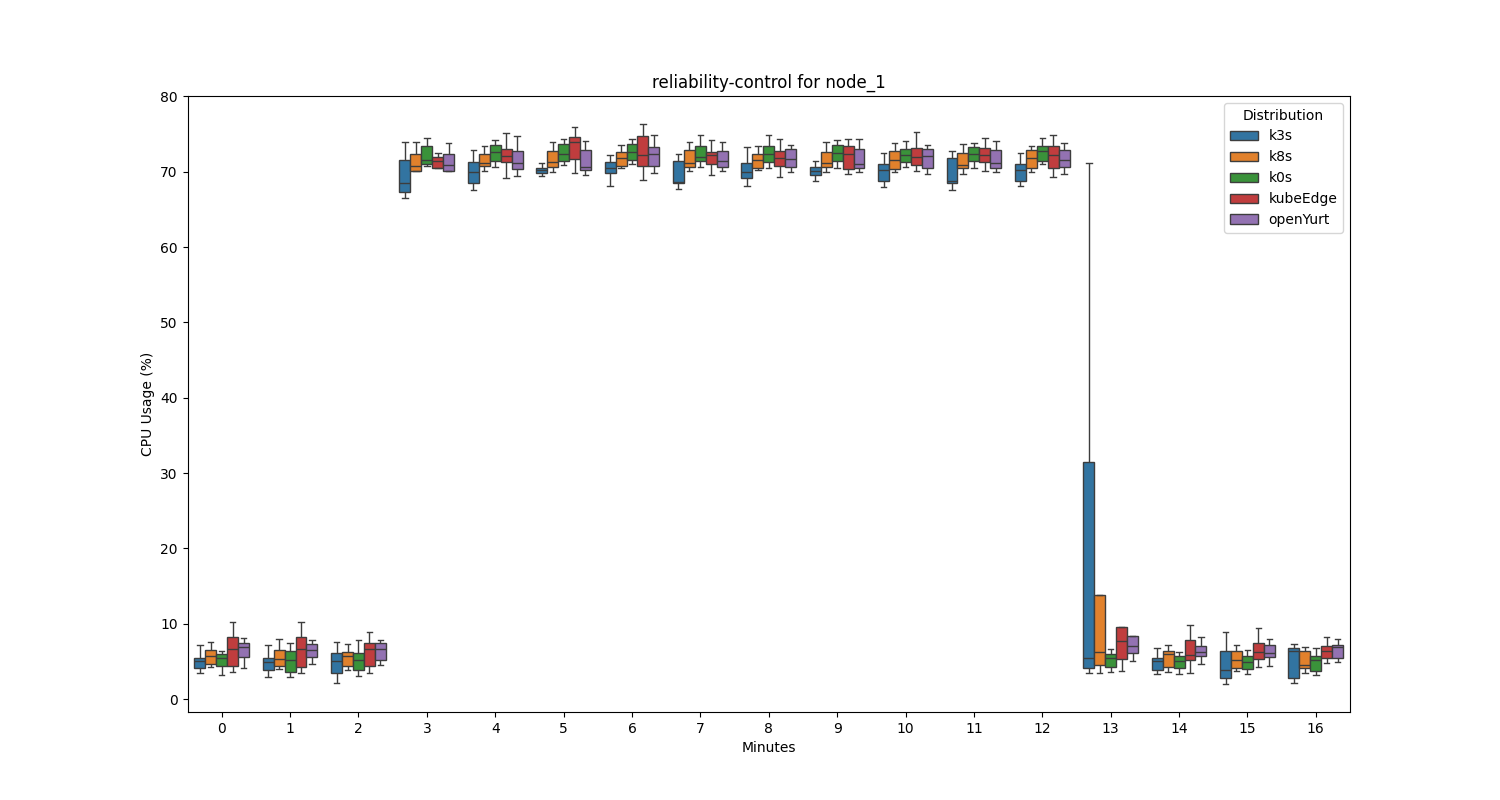 reliability-control for node_1
Distribution
k3s
k8s
k0s
kubeEdge
openYurt
CPU Usage (%)
80
70
60
50
40
30
20
10
0
0 1 2 3 4 5 6 7 8 9 10 11 12 13 14 15 16
Minutes